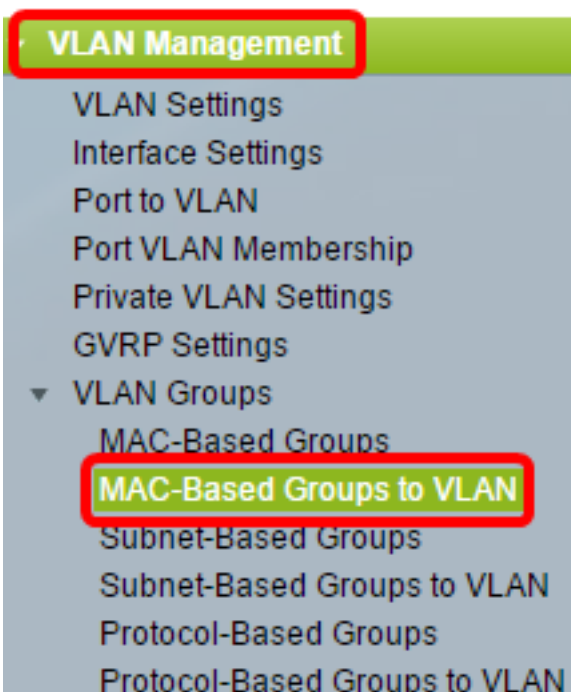 VLAN Management
VLAN Settings
Interface Settings
Port to VLAN
Port VLAN Membership
Private VLAN Settings
GVRP Settings
VLAN Groups
MAC-Based Groups
MAC-Based Groups to VLAN
Subnet-Based Groups
Subnet-Based Groups to VLAN
Protocol-Based Groups
Protocol-Based Groups to VLAN